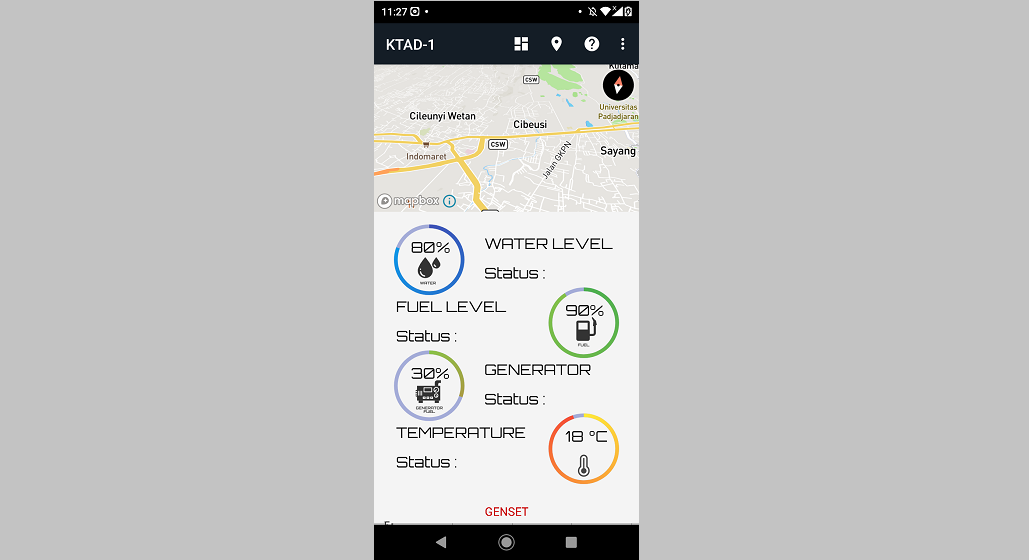 11:27
KTAD-1
Kutama
CSW
Universitas
Padjadjaran
Cileunyi Wetan
Cibeusi
CSW
Indomaret
Jalan GKPN
Sayang
mapbox
80%
WATER
WATER LEVEL
Status :
FUEL LEVEL
Status :
90%
FUEL
30%
GENERATOR
FUEL
GENERATOR
Status :
TEMPERATURE
Status :
18 °C
GENSET